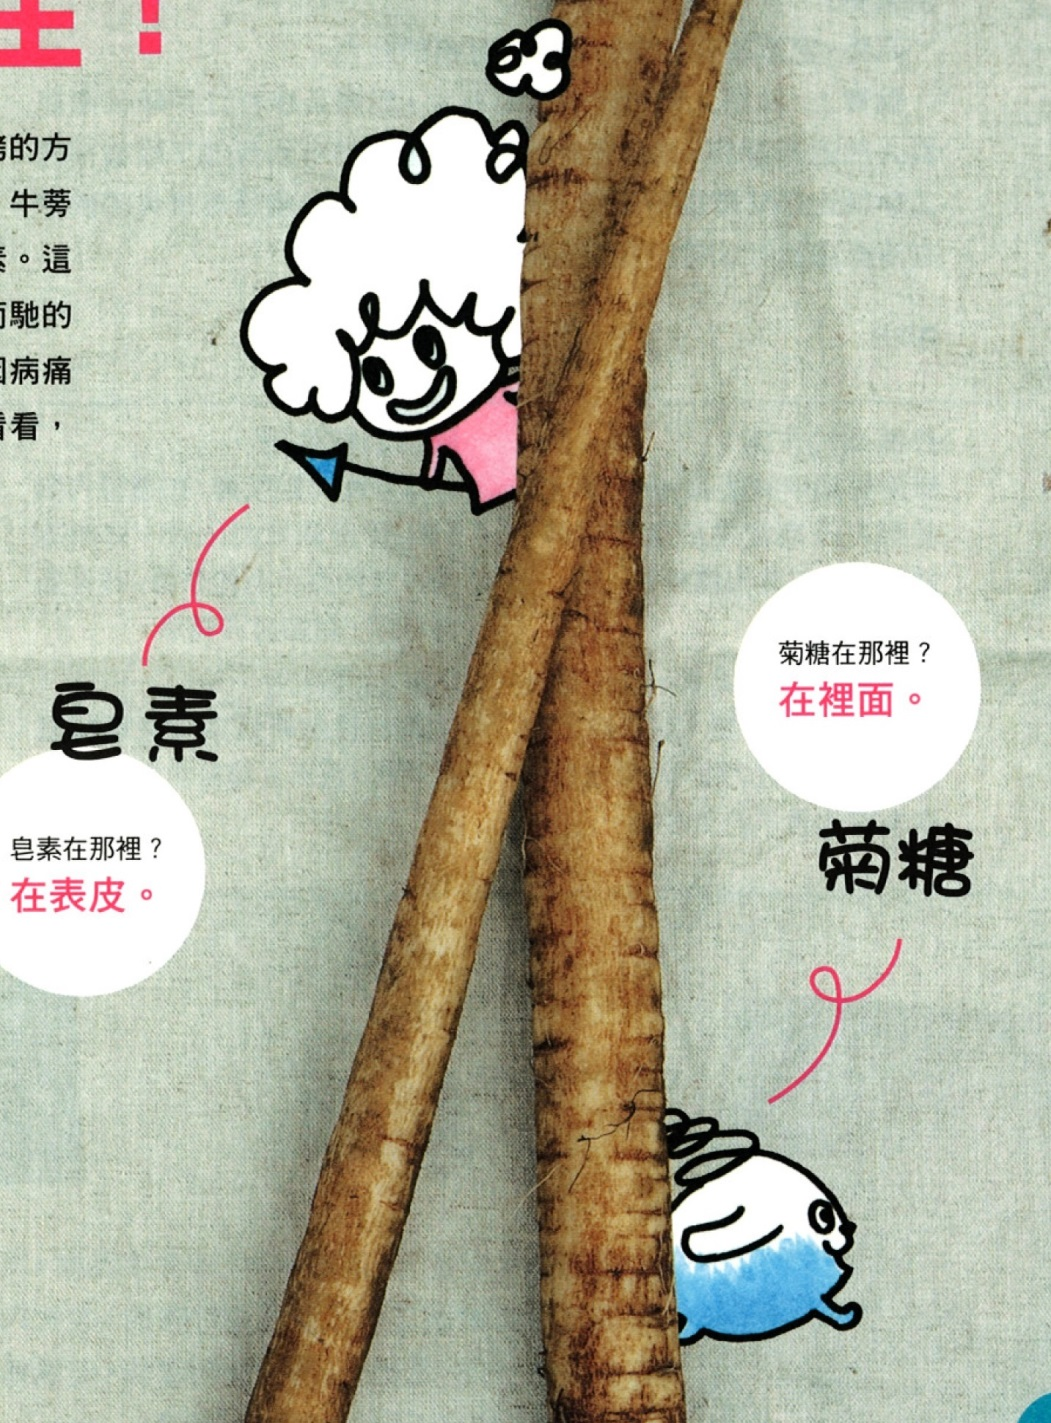 ！
的方
牛蒡
。這
馳的
病痛
看，
皂素
皂素在那裡？
在表皮。
菊糖在那裡？
在裡面。
菊糖